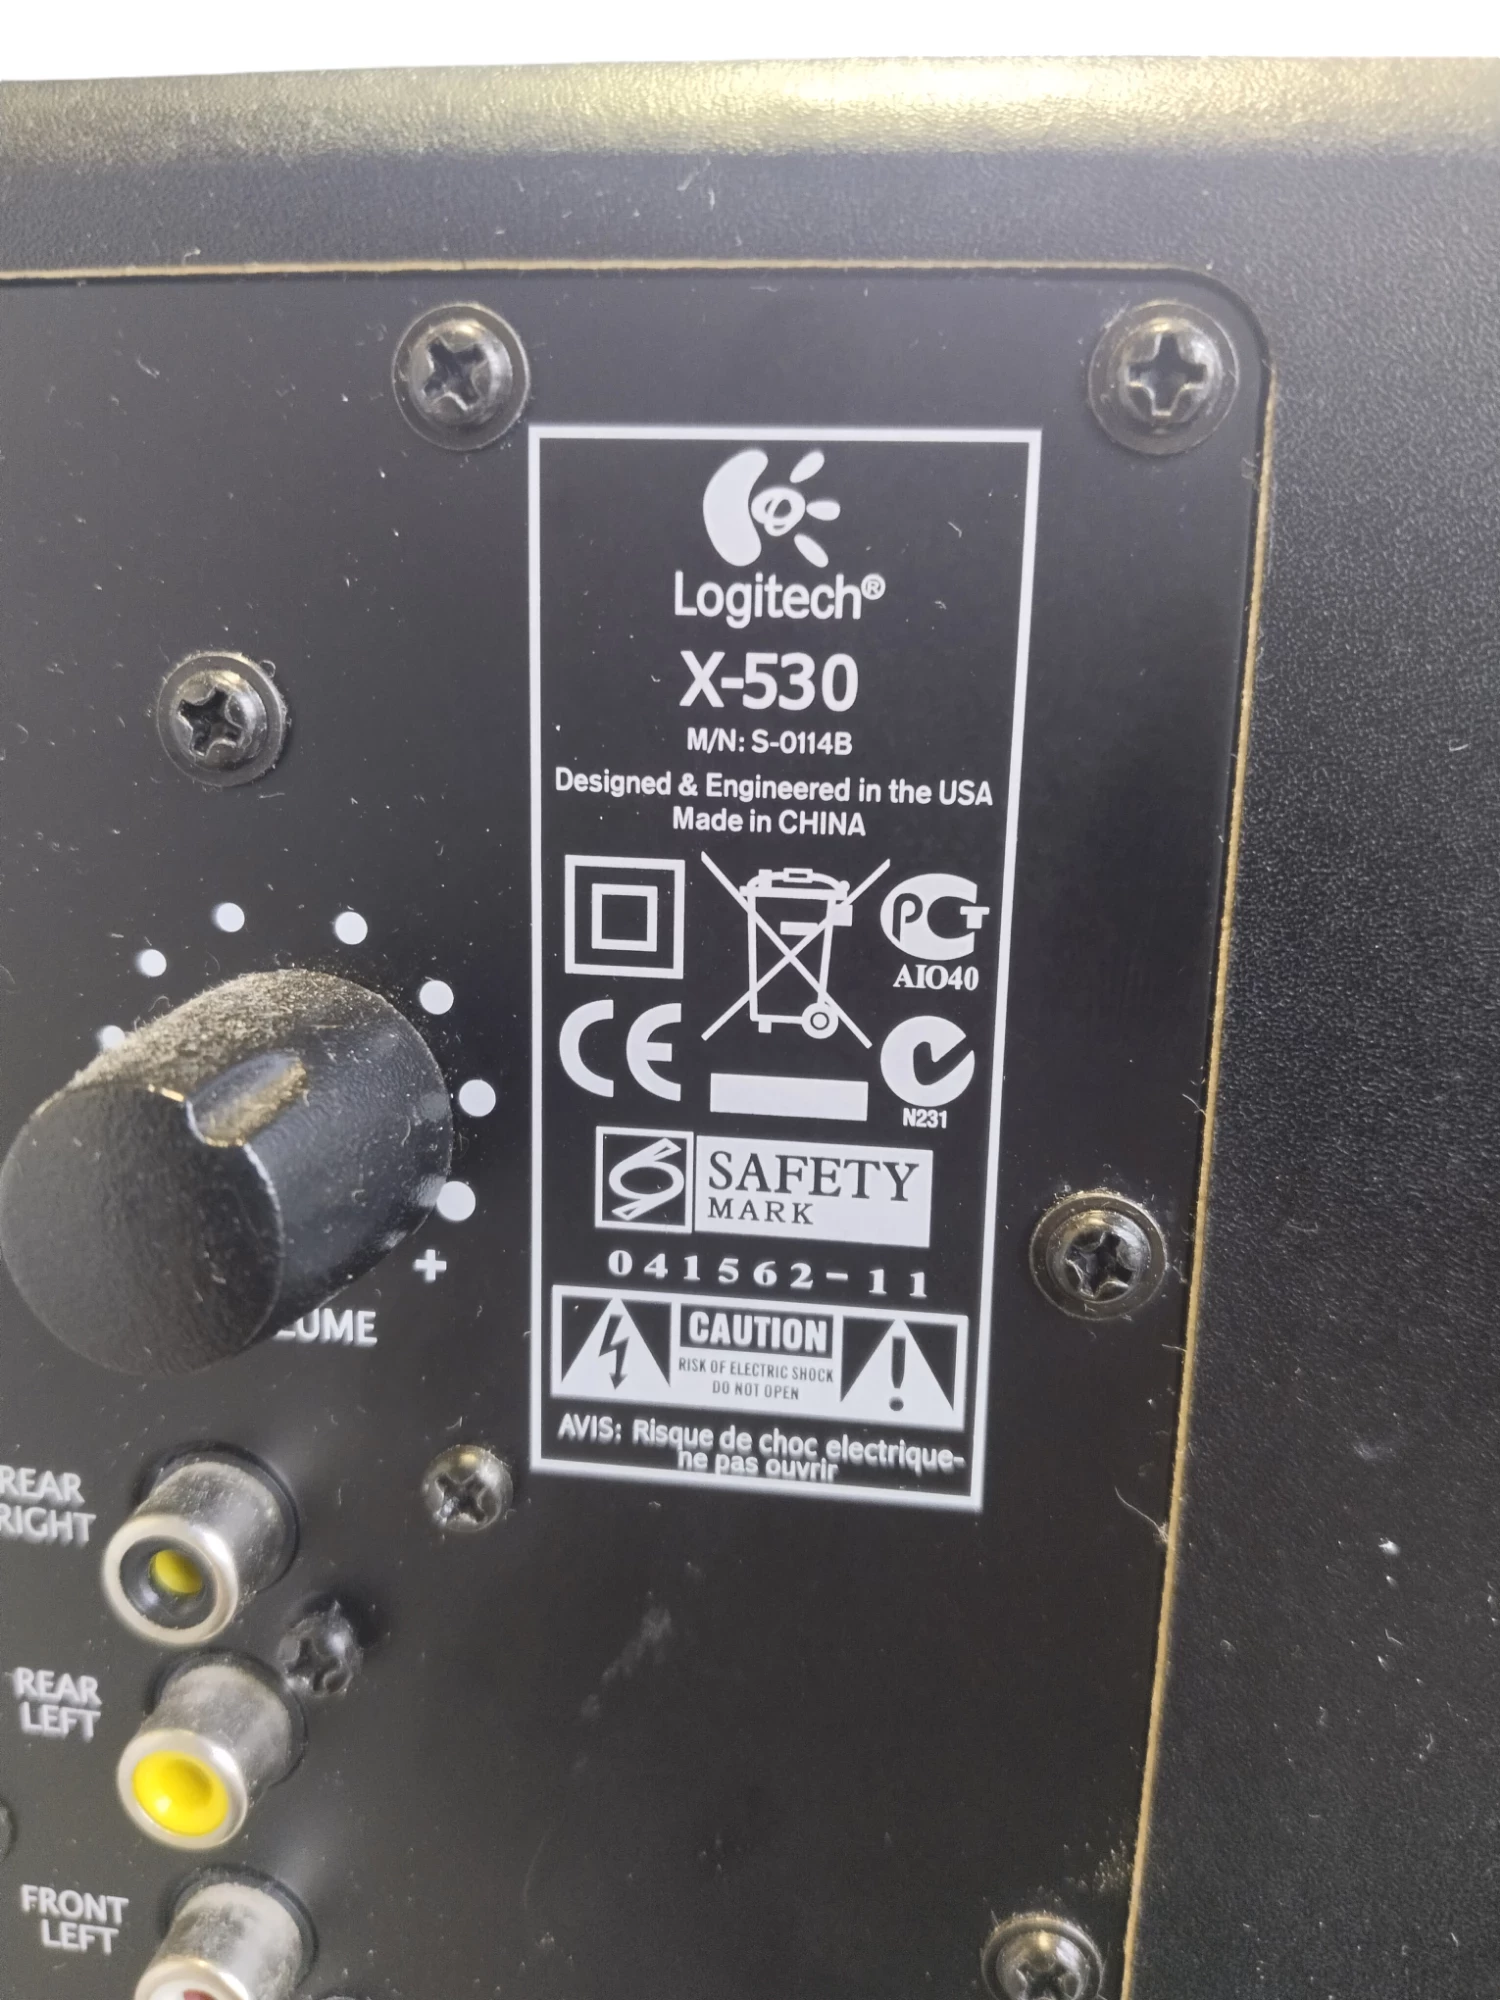 Logitech®
X-530
M/N: S-0114B
Designed & Engineered in the USA
Made in CHINA
PCT
AIO40
CE
N231
SAFETY
MARK
041562-11
CAUTION
RISK OF ELECTRIC SHOCK
DO NOT OPEN
AVIS: Risque de choc electrique-
ne pas ouvrir
+
LUME
REAR
RIGHT
REAR
LEFT
FRONT
LEFT